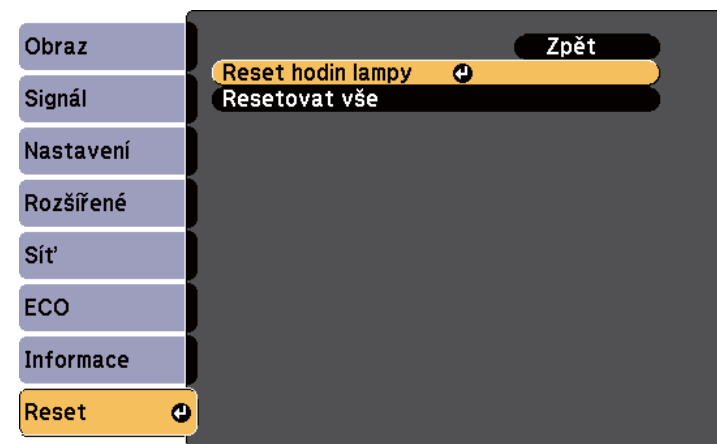 Obraz
Signál
Nastavení
Rozšířené
Síť
ECO
Informace
Reset
Zpět
Reset hodin lampy
Resetovat vše